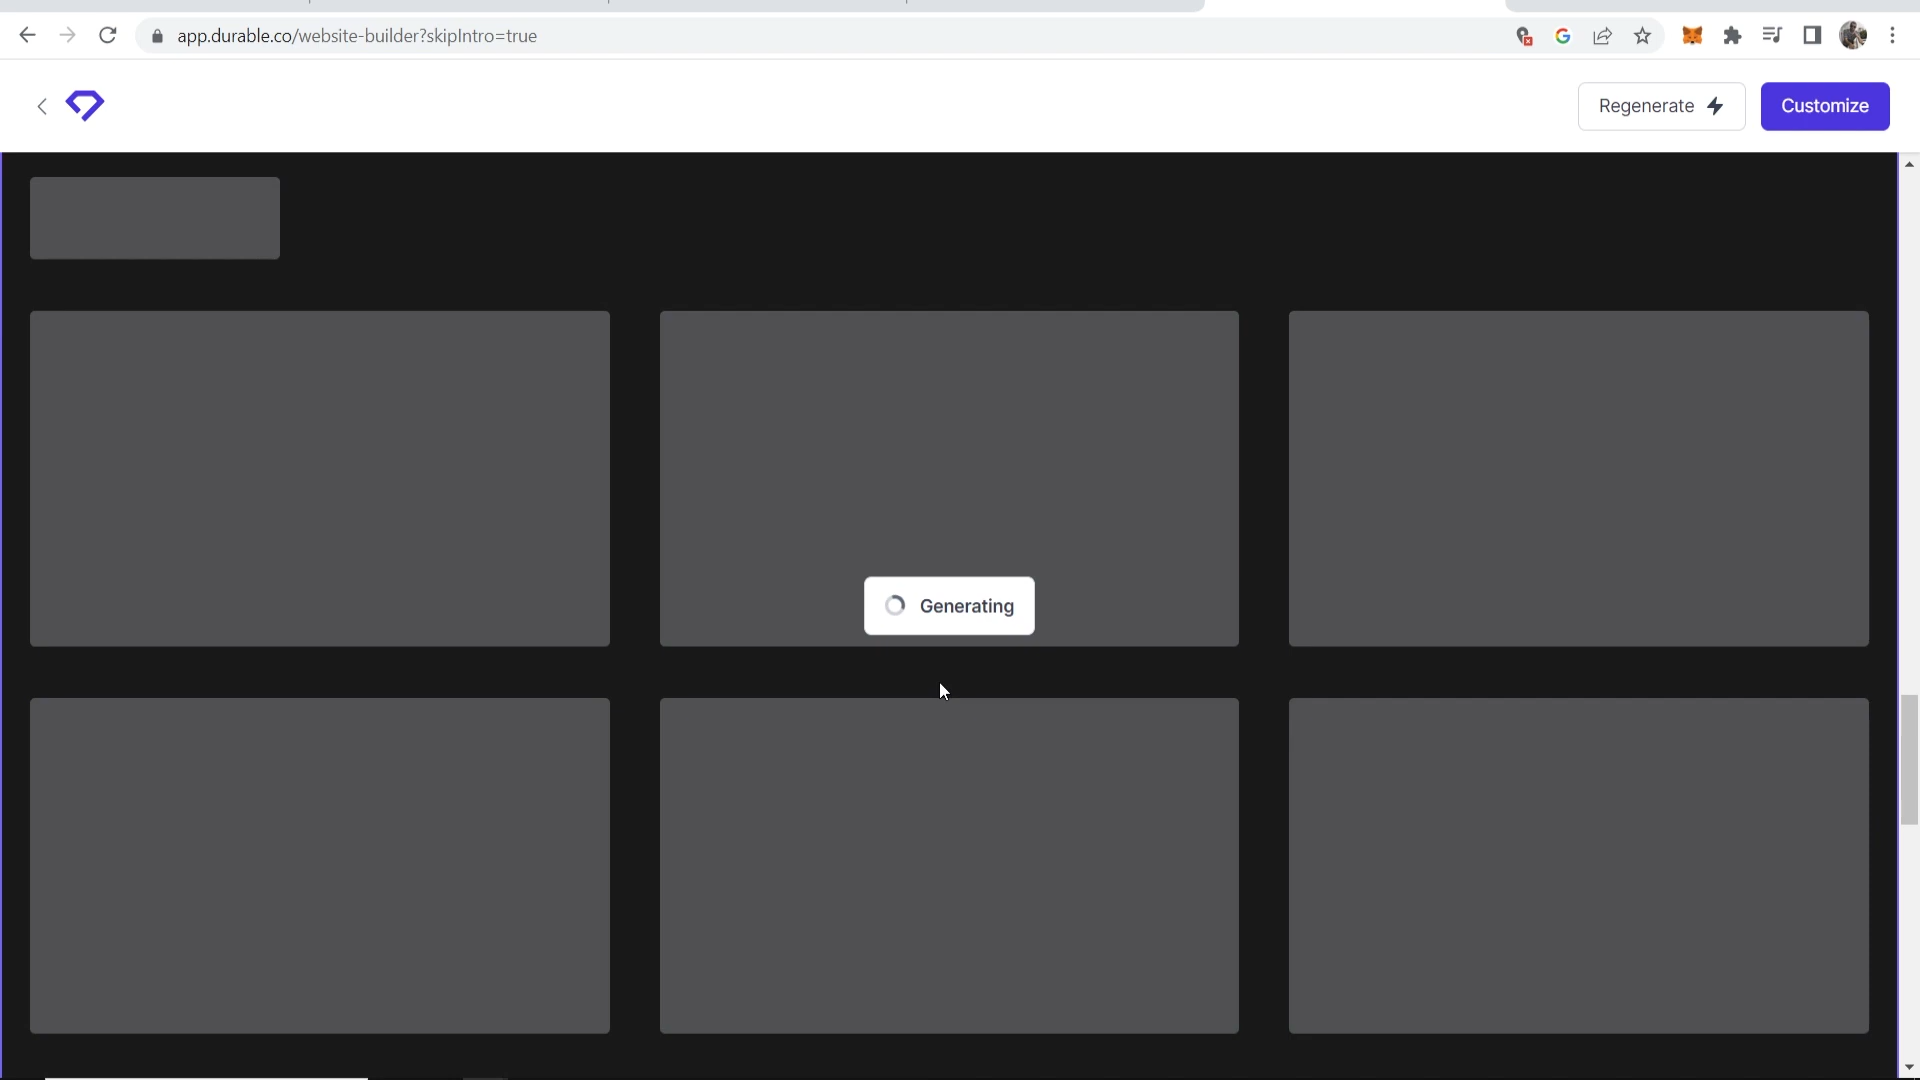 app.durable.co/website-builder?skipIntro=true
Regenerate
Customize
Generating